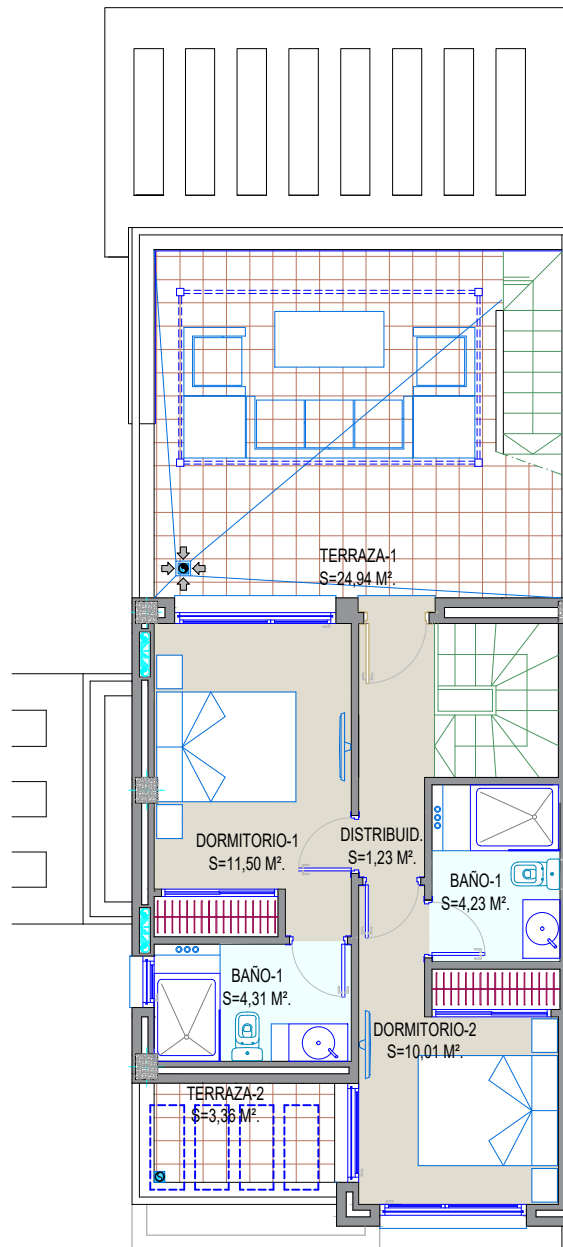 TERRAZA-1
S=24,94 M².
DORMITORIO-1
S=11,50 M².
DISTRIBUID.
S=1,23 M².
BAÑO-1
S=4,23 M².
BAÑO-1
S=4,31 M².
DORMITORIO-2
S=10,01 M².
TERRAZA-2
S=3,36 M².